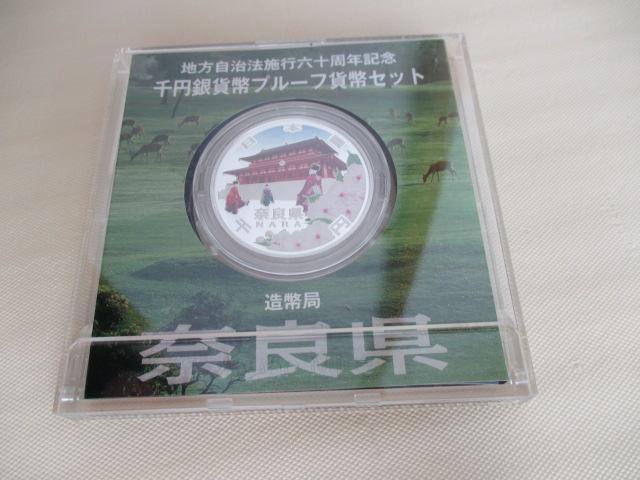 地方自治法施行六十周年記念
千円銀貨幣プルーフ貨幣セット
日本国
奈良県
NARA
千円
造幣局
奈良県